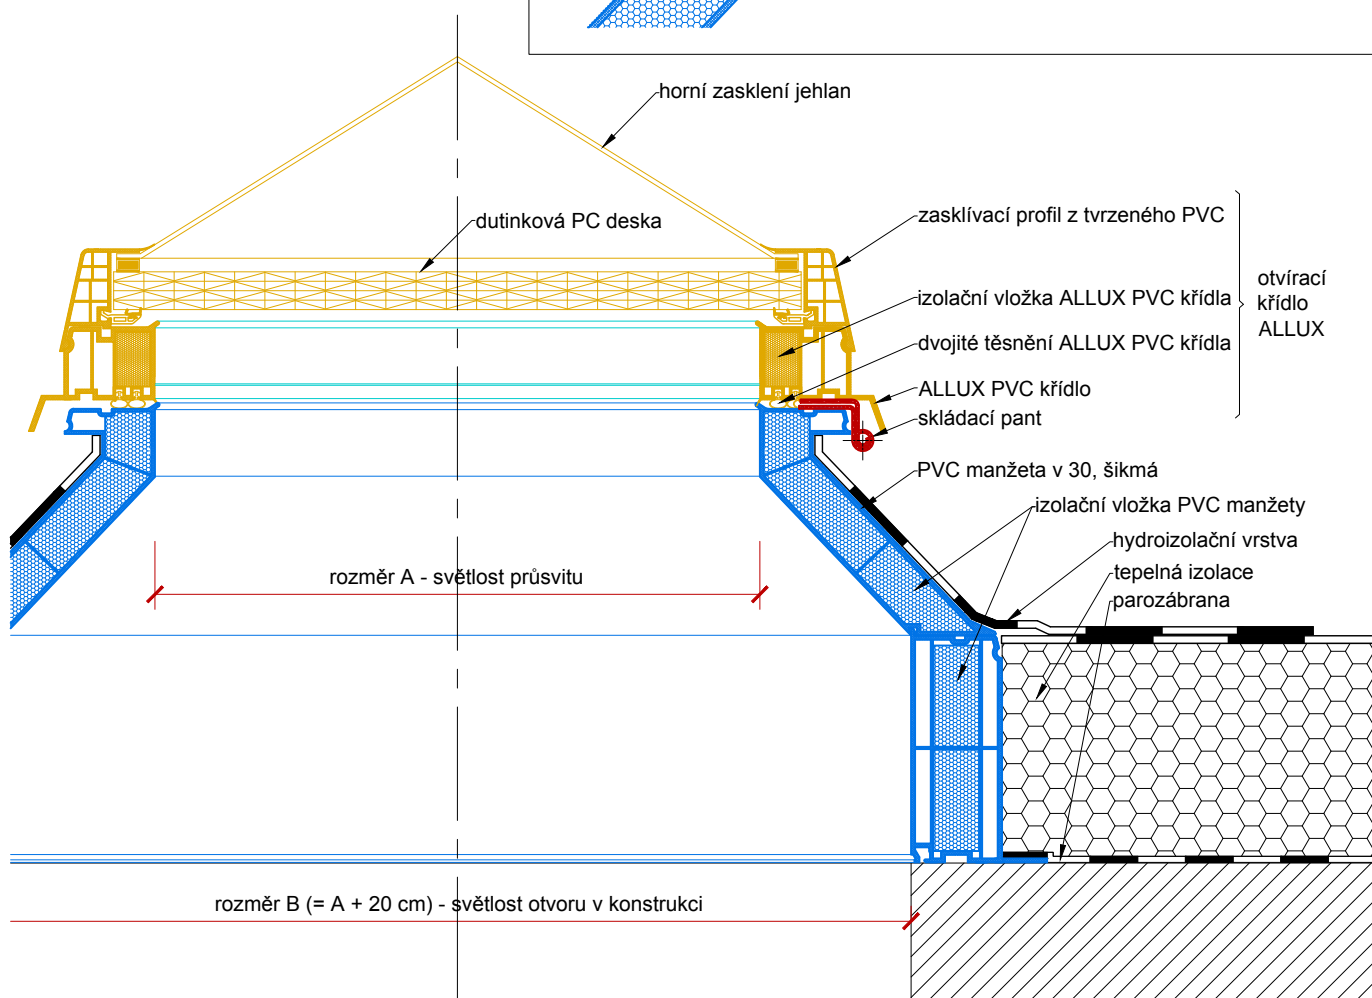 horní zasklení jehlan
dutinková PC deska
zasklívací profil z tvrzeného PVC
izolační vložka ALLUX PVC křídla
dvojité těsnění ALLUX PVC křídla
ALLUX PVC křídlo
skládací pant
otvírací
křídlo
ALLUX
PVC manžeta v 30, šikmá
izolační vložka PVC manžety
hydroizolační vrstva
tepelná izolace
parozábrana
rozměr A - světlost průsvitu
rozměr B (= A + 20 cm) - světlost otvoru v konstrukci